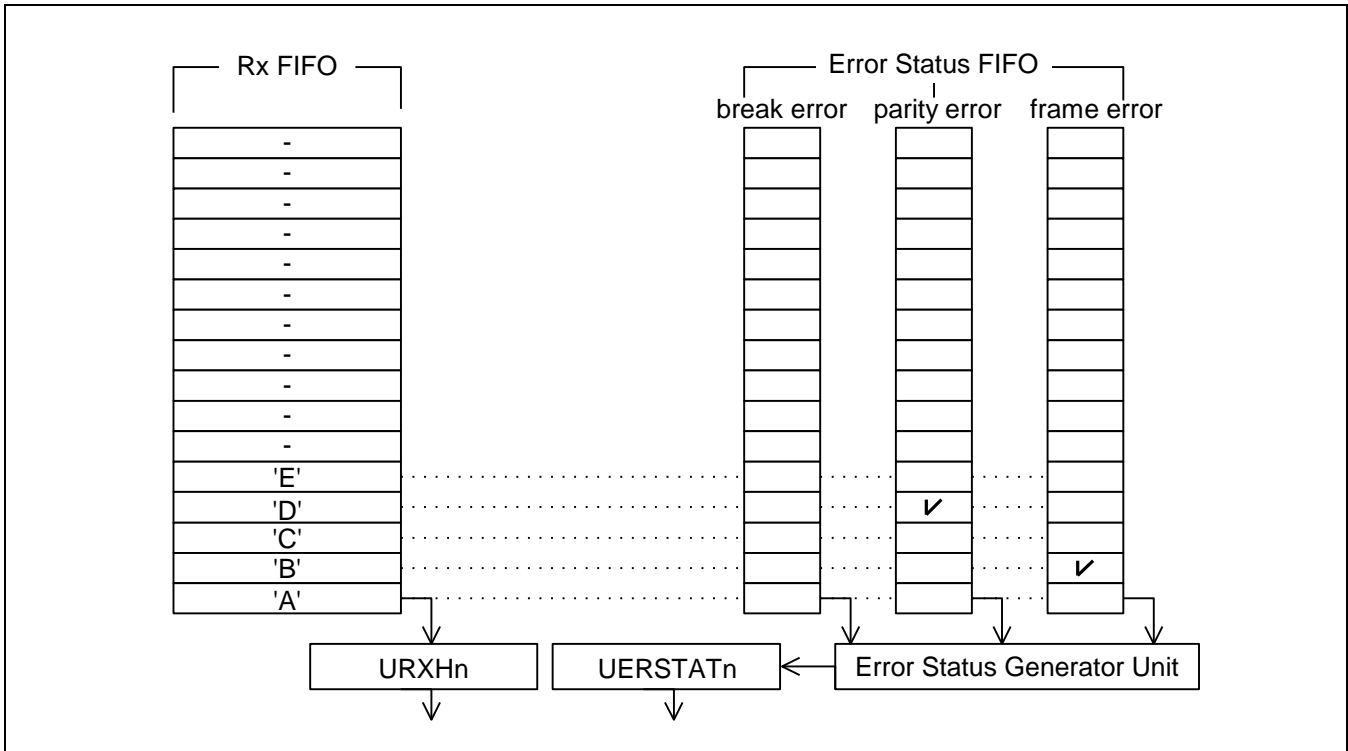 Rx FIFO
Error Status FIFO
break error parity error frame error
-
-
-
-
-
-
-
-
-
-
-
'E'
'D'
'C'
'B'
'A'
URXHn
UERSTATn
Error Status Generator Unit